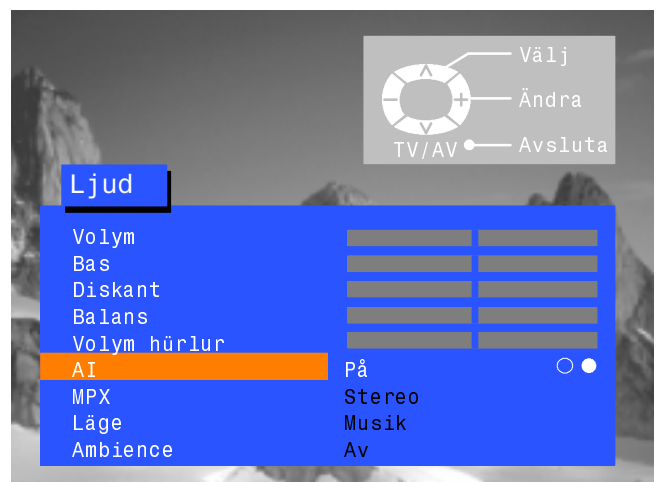 Välj
Ändra
TV/AV Avsluta
Ljud
Volym
Bas
Diskant
Balans
Volym hürlur
AI På
MPX Stereo
Läge Musik
Ambience Av